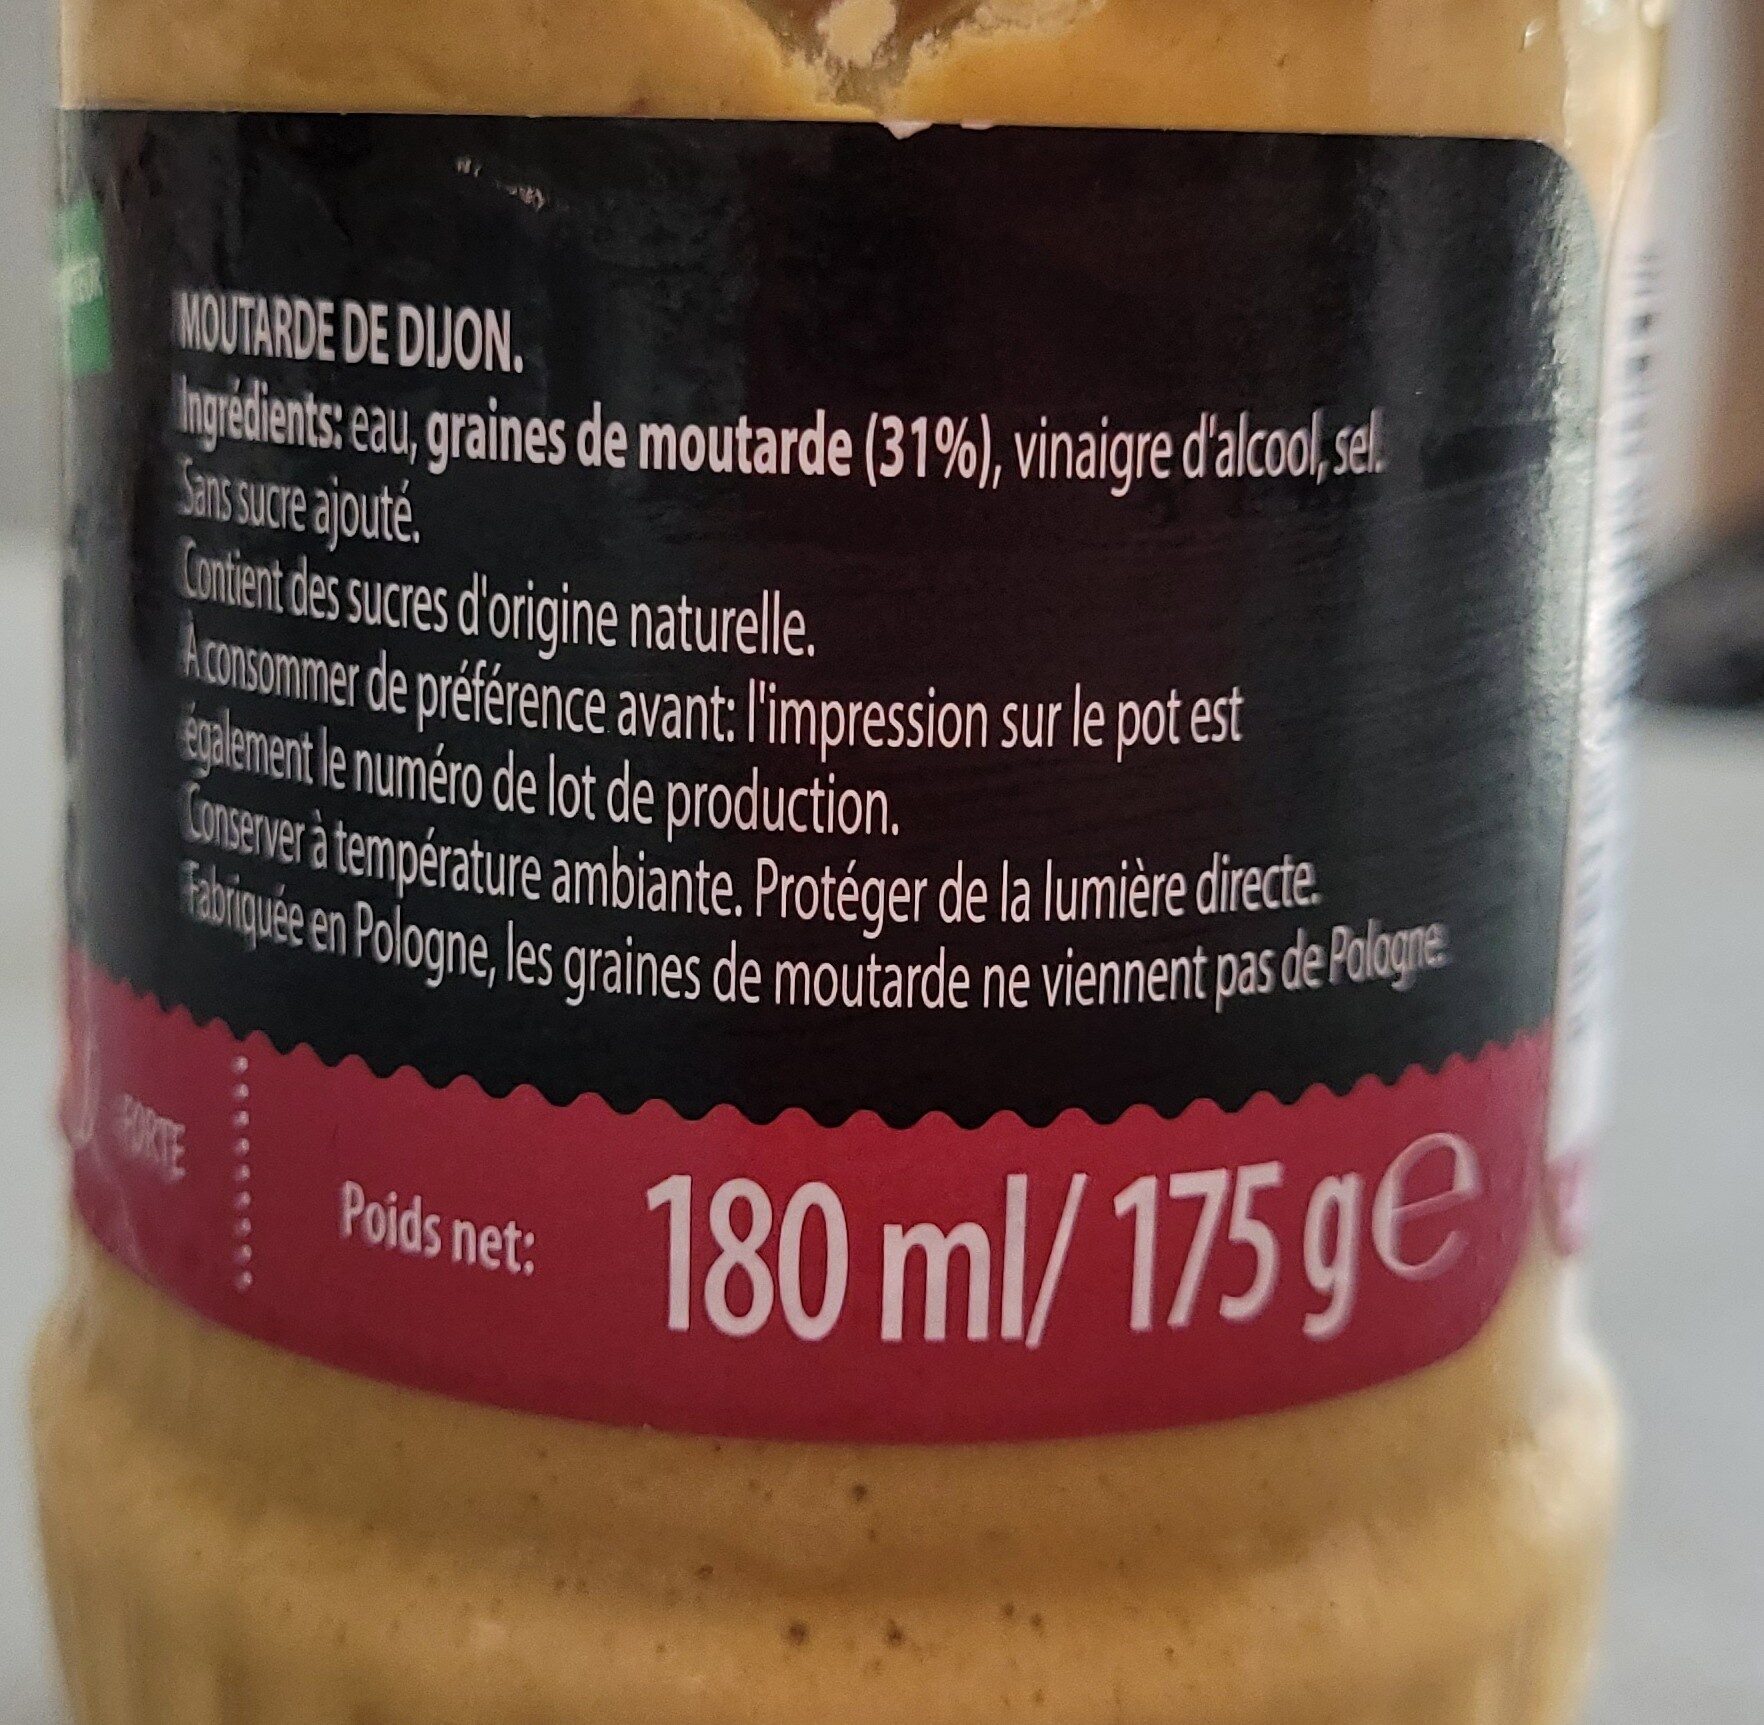 MOUTARDE DE DIJON.
Ingrédients: eau, graines de moutarde (31%), vinaigre d'alcool, sel.
Sans sucre ajouté.
Contient des sucres d'origine naturelle.
A consommer de préférence avant: l'impression sur le pot est
également le numéro de lot de production.
Conserver à température ambiante. Protéger de la lumière directe.
Fabriquée en Pologne, les graines de moutarde ne viennent pas de Pologne.
FORTE
Poids net: 180 ml/ 175 g e